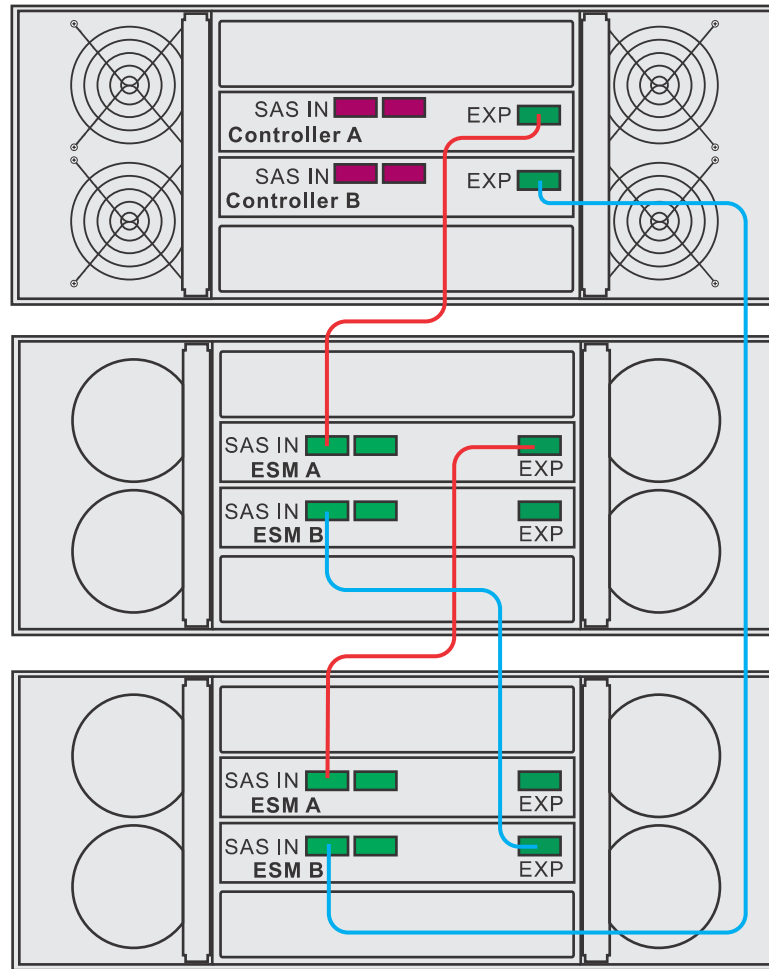 SAS IN EXP
Controller A
SAS IN EXP
Controller B
SAS IN
ESM A EXP
SAS IN
ESM B EXP
SAS IN
ESM A EXP
SAS IN
ESM B EXP